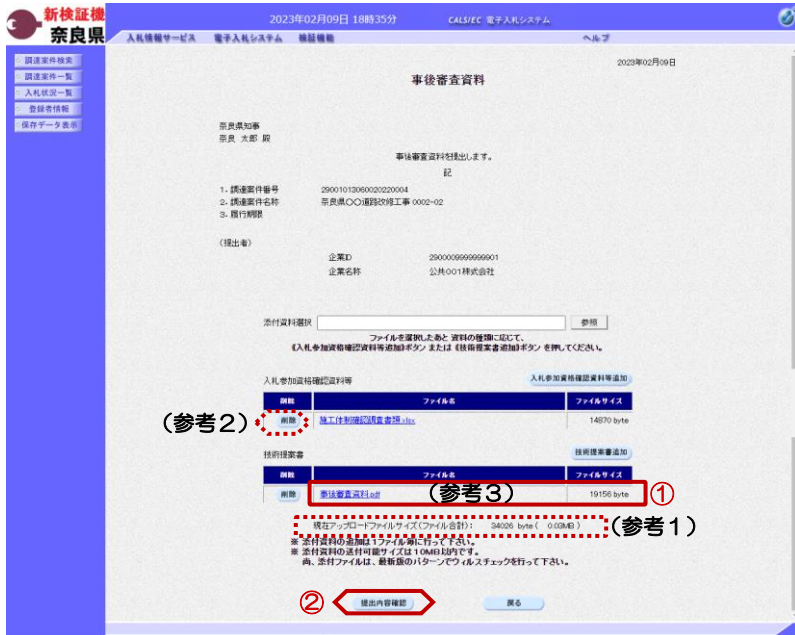 新検証機
奈良県
2023年02月09日 18時35分
CALS/EC 電子入札システム
入札情報サービス 電子入札システム 検証機能 ヘルプ
調達案件検索
調達案件一覧
入札状況一覧
登録者情報
保存データ表示
2023年02月09日
事後審査資料
奈良県知事
奈良 太郎 殿
事後審査資料を提出します。
記
1. 調達案件番号 29001013060020220004
2. 調達案件名称 奈良県〇〇道路改修工事 0002-02
3. 履行期限
(提出者)
企業ID 2900009999999901
企業名称 公共001株式会社
添付資料選択 参照
ファイルを選択したあと 資料の種類に応じて、
《入札参加資格確認資料等追加》ボタン または 《技術提案書追加》ボタン を押してください。
入札参加資格確認資料等 入札参加資格確認資料等追加
削除 ファイル名 ファイルサイズ
(参考2) 削除 施工体制確認調査書類.xlsx 14870 byte
技術提案書 技術提案書追加
削除 ファイル名 ファイルサイズ
削除 事後審査資料.pdf (参考3) 19156 byte ①
現在アップロードファイルサイズ(ファイル合計): 34026 byte ( 0.03MB ) (参考1)
※ 添付資料の追加は1ファイル毎に行って下さい。
※ 添付資料の送付可能サイズは10MB以内です。
尚、添付ファイルは、最新版のパターンでウィルスチェックを行って下さい。
② 提出内容確認 戻る